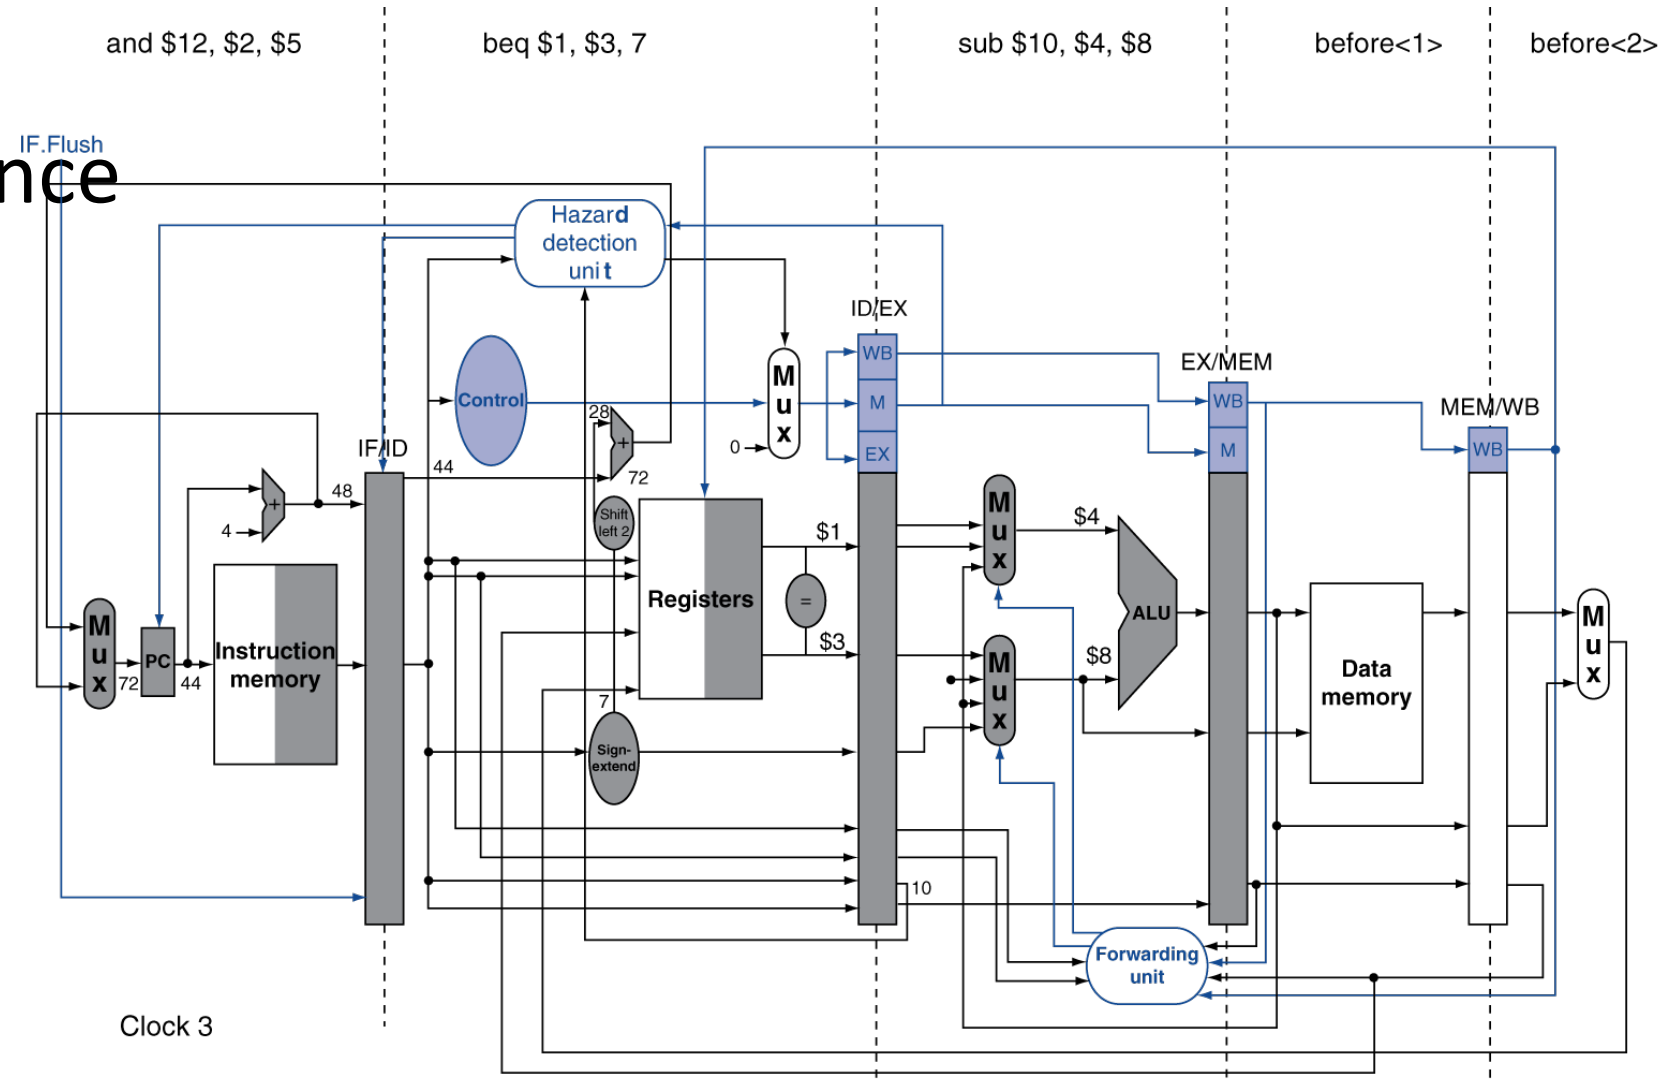 and $12, $2, $5
beq $1, $3, 7
sub $10, $4, $8
before<1>
before<2>
IF.Flush
nce
Hazard
detection
unit
ID/EX
WB
M
EX
EX/MEM
WB
M
MEM/WB
WB
Control
M
u
x
0
28
+
72
IF/ID
44
48
+
4
Shift
left 2
M
u
x
$4
$1
=
$3
Registers
ALU
M
u
x
$8
M
u
x
72
PC
44
Instruction
memory
Data
memory
M
u
x
7
Sign-
extend
10
Forwarding
unit
Clock 3